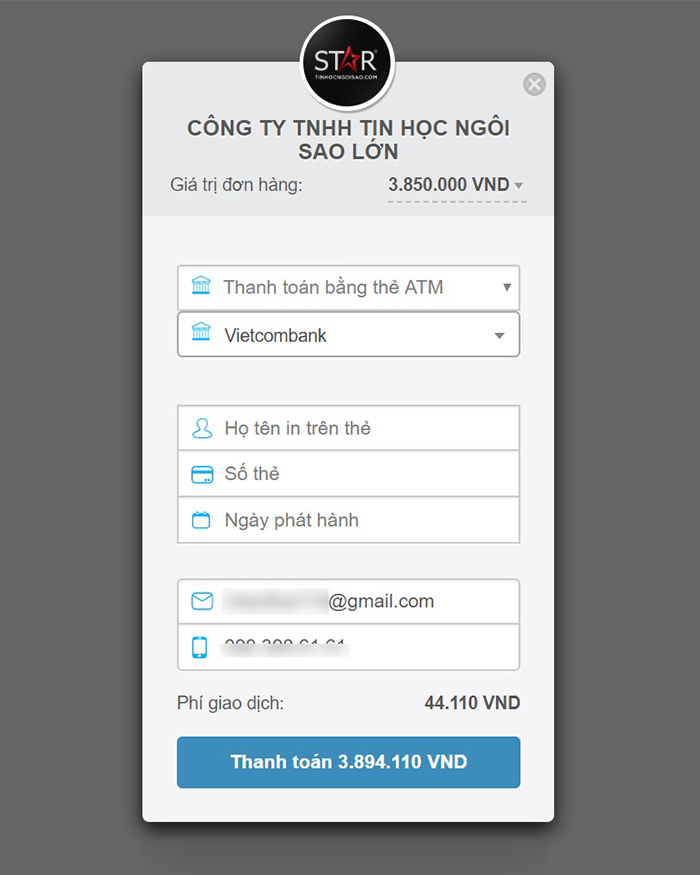 STAR
TINHOCNGOISAO.COM
CÔNG TY TNHH TIN HỌC NGÔI
SAO LỚN
Giá trị đơn hàng: 3.850.000 VND
Thanh toán bằng thẻ ATM
Vietcombank
Họ tên in trên thẻ
Số thẻ
Ngày phát hành
@gmail.com
Phí giao dịch: 44.110 VND
Thanh toán 3.894.110 VND